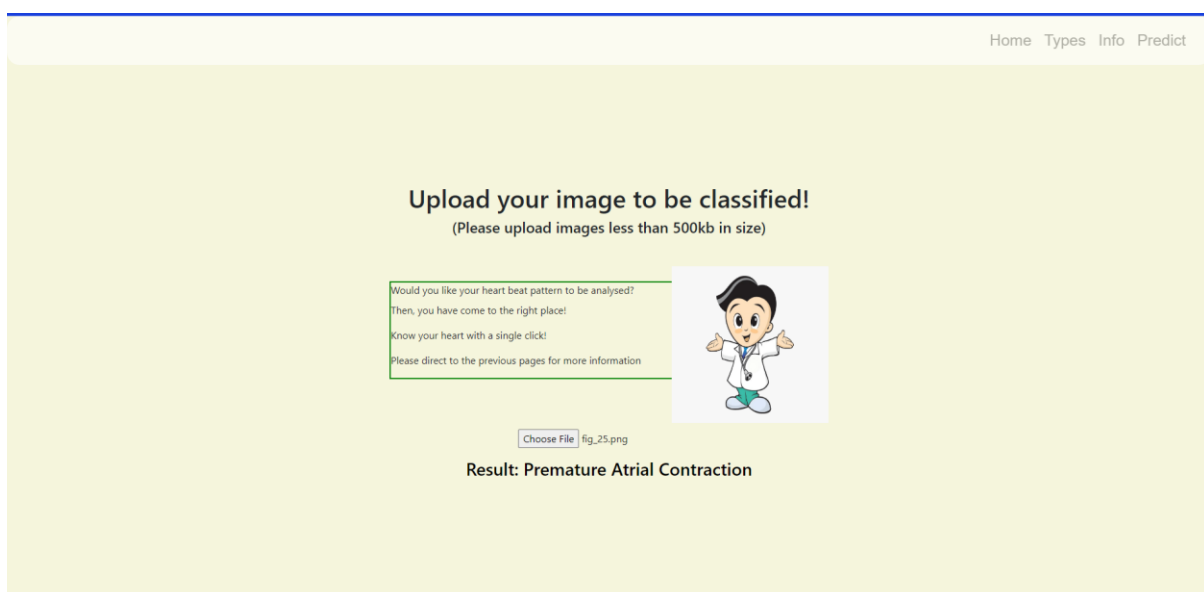 Home Types Info Predict
Upload your image to be classified!
(Please upload images less than 500kb in size)
Would you like your heart beat pattern to be analysed?
Then, you have come to the right place!
Know your heart with a single click!
Please direct to the previous pages for more information
Choose File fig_25.png
Result: Premature Atrial Contraction